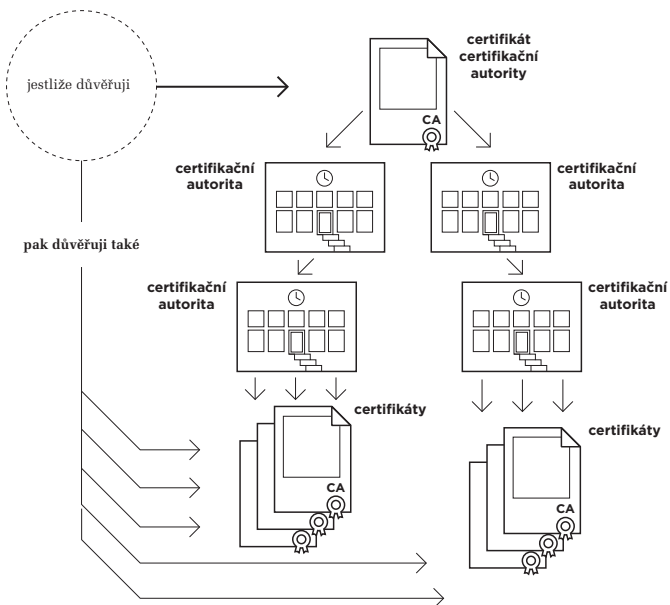 certifikát
certifikační
autority
jestliže důvěřuji
CA
certifikační
autorita
certifikační
autorita
pak důvěřuji také
certifikační
autorita
certifikační
autorita
certifikáty
certifikáty
CA
CA